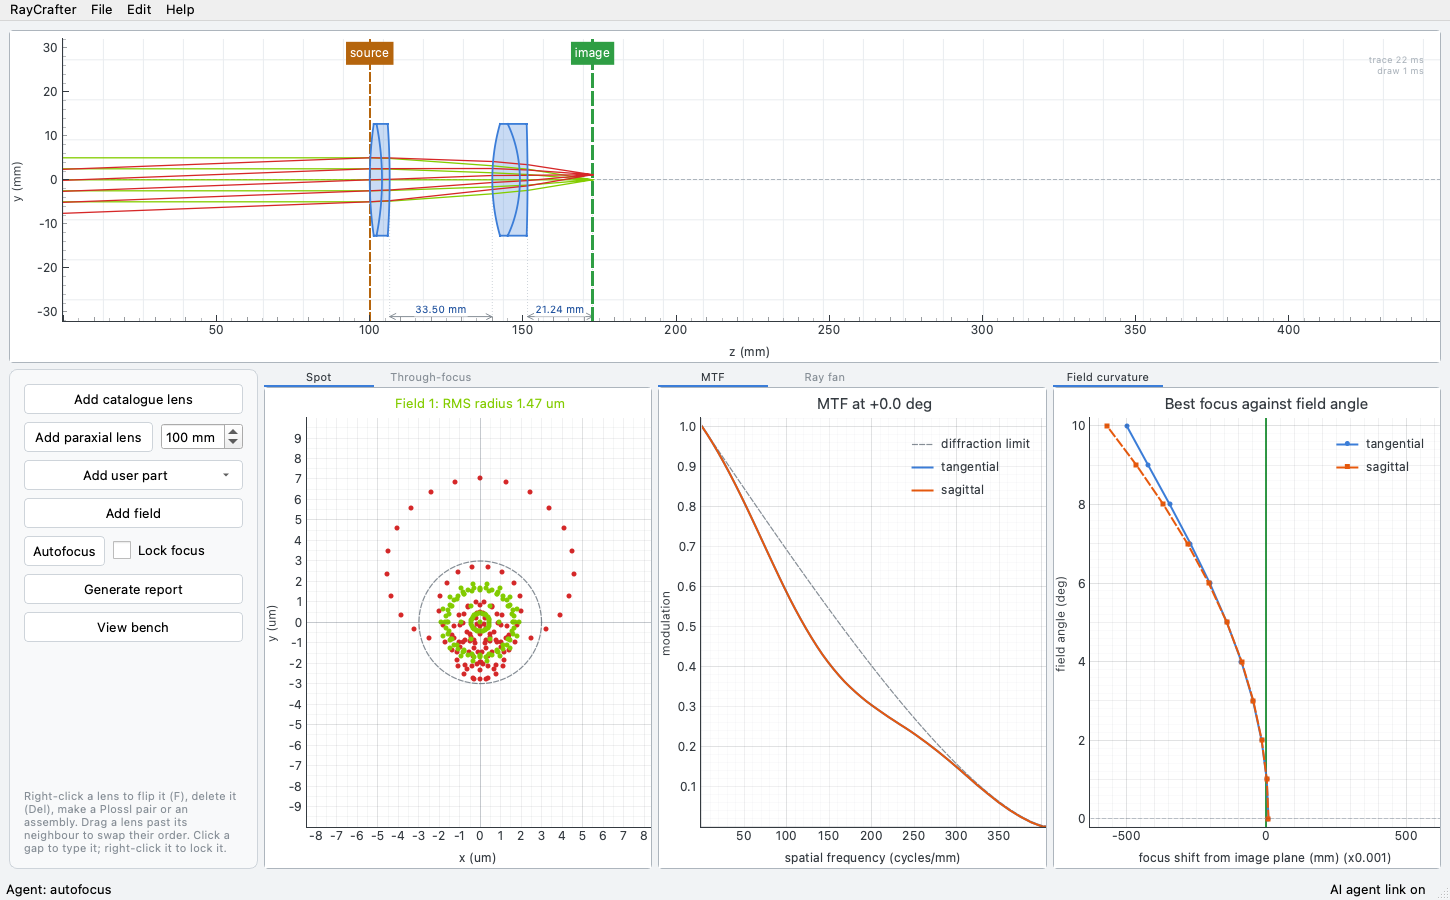 RayCrafter File Edit Help
source
image
trace 22 ms
draw 1 ms
30
20
10
0
-10
-20
-30
y (mm)
33.50 mm
21.24 mm
50 100 150 200 250 300 350 400
z (mm)
Add catalogue lens
Add paraxial lens 100 mm
Add user part
Add field
Autofocus Lock focus
Generate report
View bench
Right-click a lens to flip it (F), delete it
(Del), make a Plossl pair or an
assembly. Drag a lens past its
neighbour to swap their order. Click a
gap to type it; right-click it to lock it.
Spot Through-focus
Field 1: RMS radius 1.47 um
9
8
7
6
5
4
3
2
1
0
-1
-2
-3
-4
-5
-6
-7
-8
-9
y (um)
-8 -7 -6 -5 -4 -3 -2 -1 0 1 2 3 4 5 6 7 8
x (um)
MTF Ray fan
MTF at +0.0 deg
diffraction limit
tangential
sagittal
1.0
0.9
0.8
0.7
0.6
0.5
0.4
0.3
0.2
0.1
modulation
50 100 150 200 250 300 350
spatial frequency (cycles/mm)
Field curvature
Best focus against field angle
tangential
sagittal
10
8
6
4
2
0
field angle (deg)
-500 0 500
focus shift from image plane (mm) (x0.001)
Agent: autofocus
AI agent link on